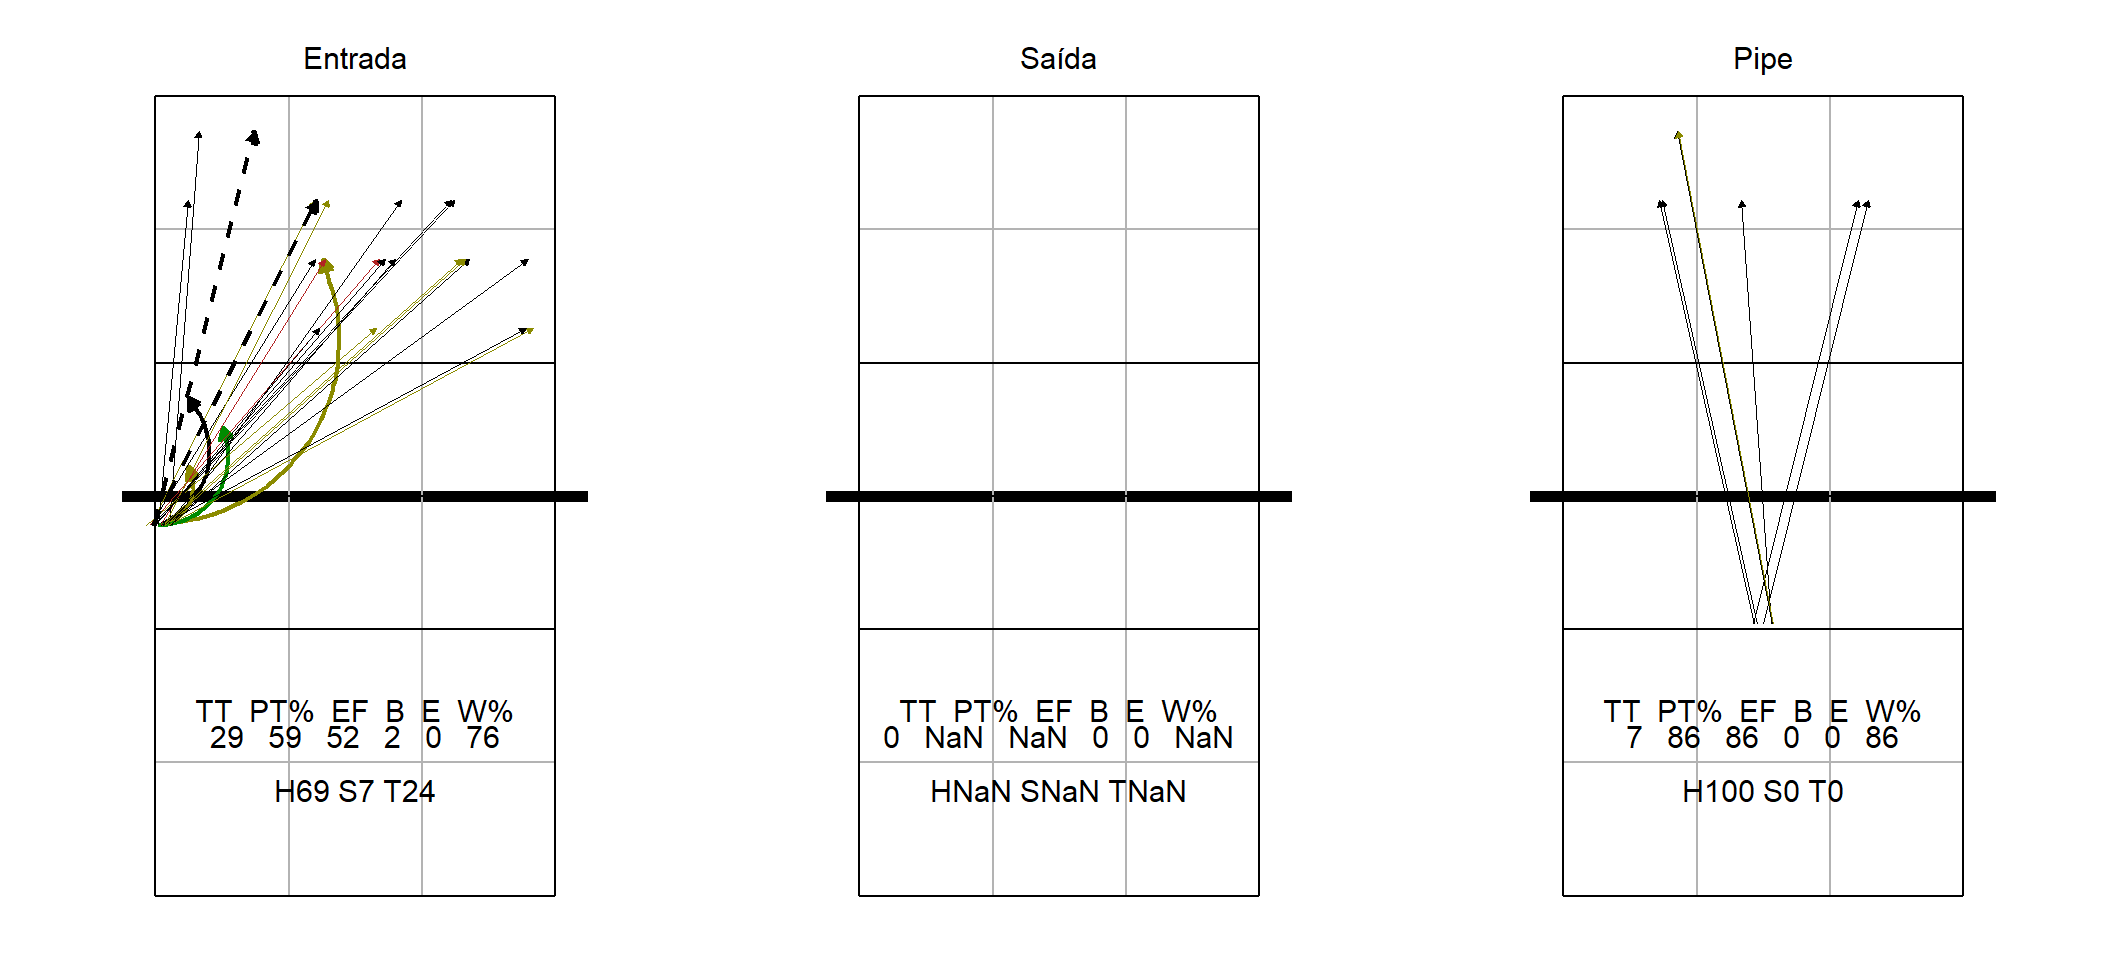 Entrada
TT PT% EF B E W%
29 59 52 2 0 76
H69 S7 T24
Saída
TT PT% EF B E W%
0 NaN NaN 0 0 NaN
HNaN SNaN TNaN
Pipe
TT PT% EF B E W%
7 86 86 0 0 86
H100 S0 T0